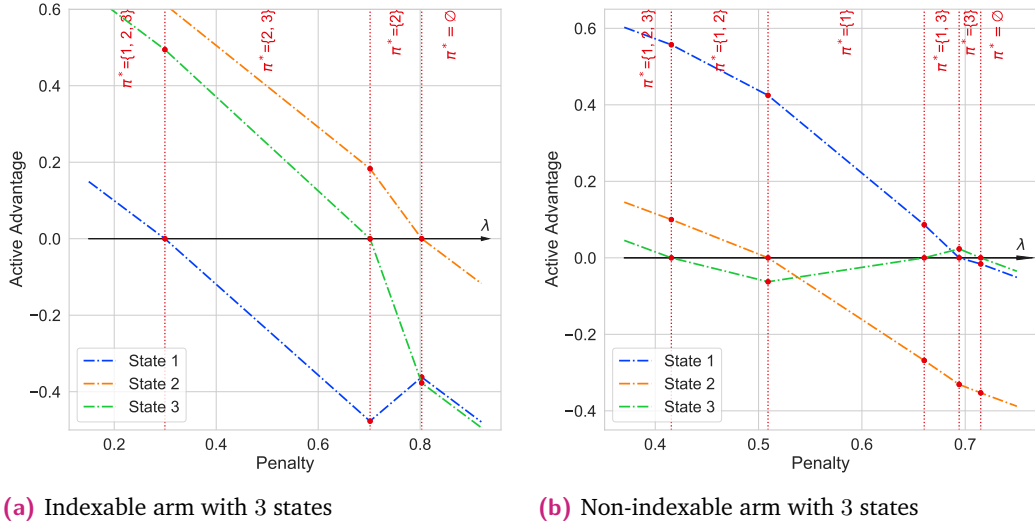 π*={1, 2, 3}
π*={2, 3}
π*={2}
π* = ∅
0.6
0.4
0.2
0.0
−0.2
−0.4
Active Advantage
λ
State 1
State 2
State 3
0.2
0.4
0.6
0.8
Penalty
π*={1, 2, 3}
π*={1, 2}
π*={1}
π*={1, 3}
π*={3}
π* = ∅
0.6
0.4
0.2
0.0
−0.2
−0.4
Active Advantage
λ
State 1
State 2
State 3
0.4
0.5
0.6
0.7
Penalty
(a) Indexable arm with 3 states
(b) Non-indexable arm with 3 states